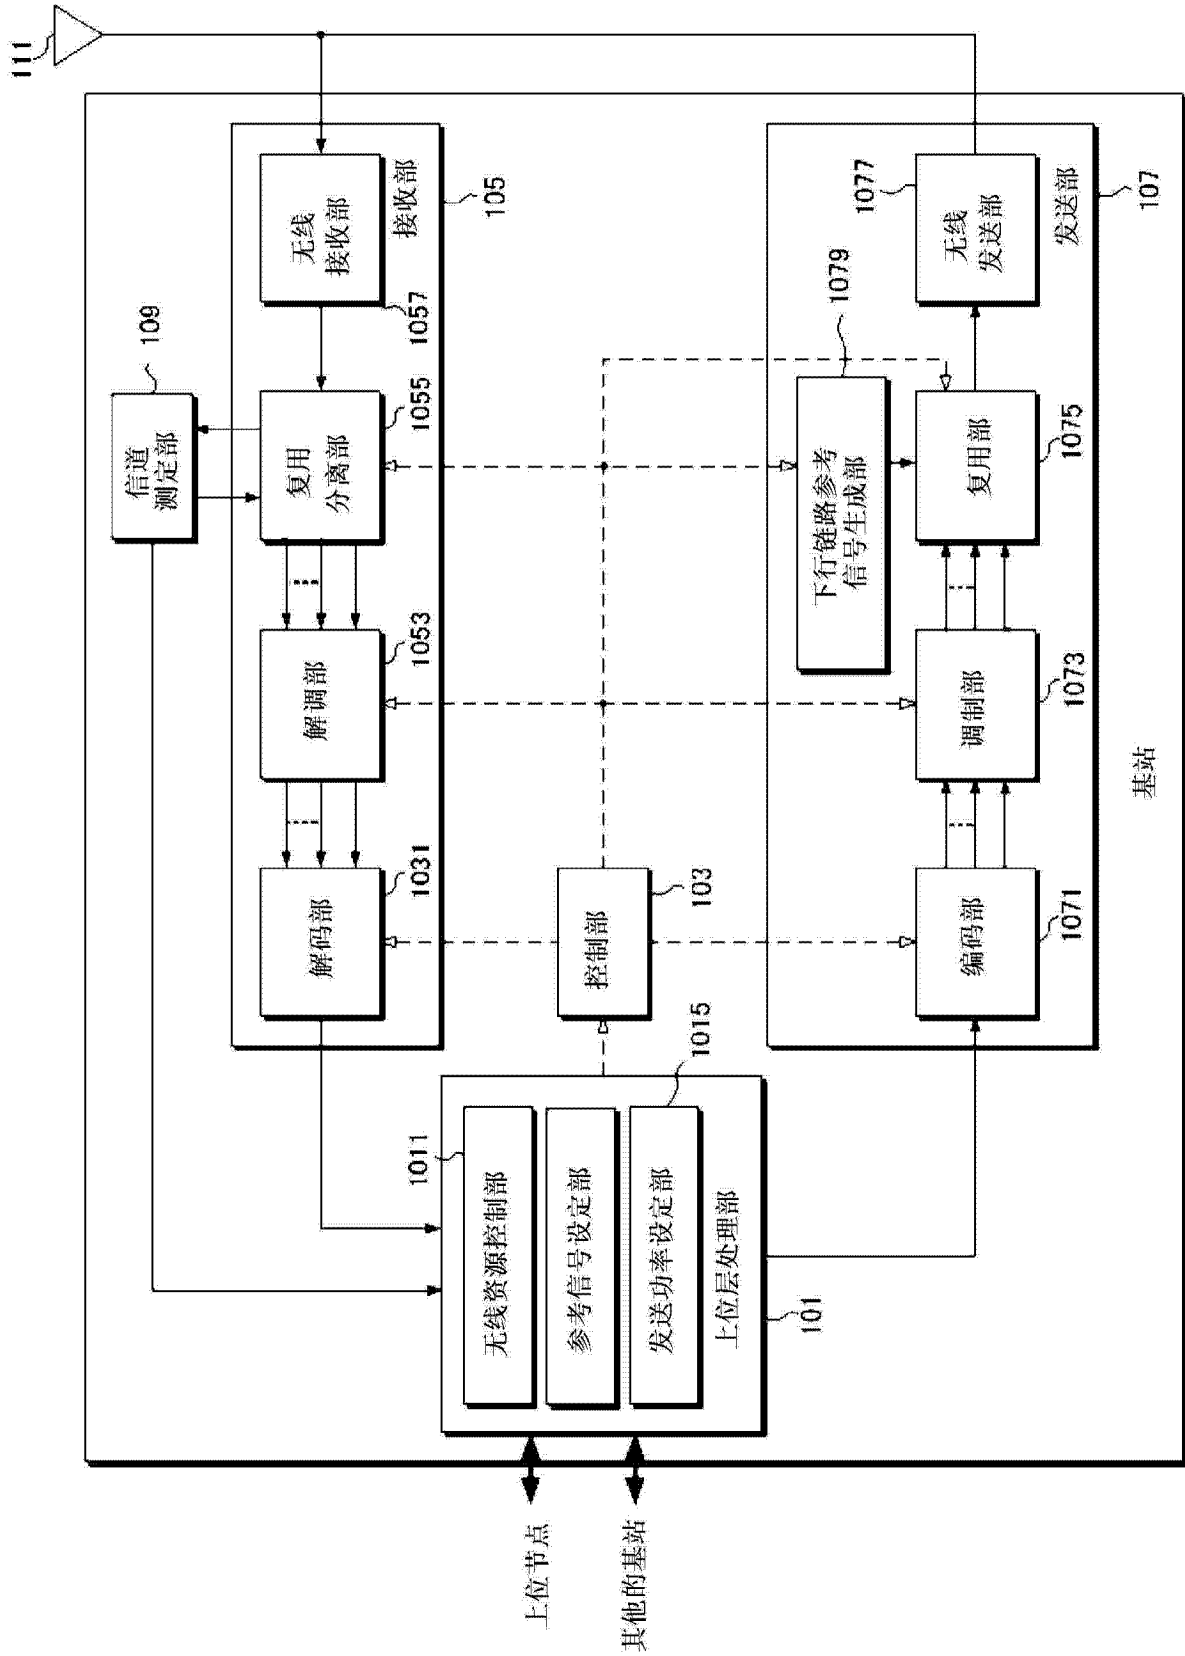 111
109
信道
测定部
无线
接收部
1057
接收部
105
复用
分离部
1055
解调部
1053
解码部
1031
控制部
103
1011
无线资源控制部
参考信号设定部
发送功率设定部
1015
上位层处理部
101
上位节点
其他的基站
下行链路参考
信号生成部
1079
无线
发送部
1077
发送部
107
复用部
1075
调制部
1073
编码部
1071
基站